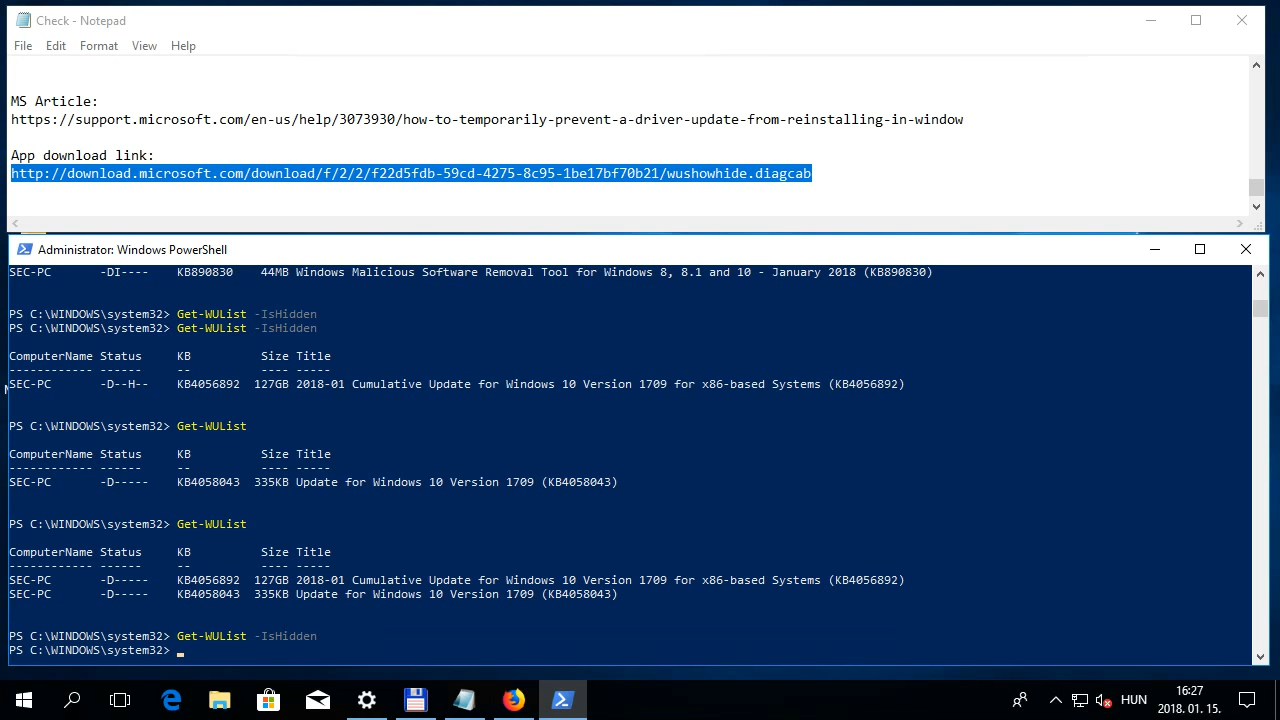 Check - Notepad
File Edit Format View Help
MS Article:
https://support.microsoft.com/en-us/help/3073930/how-to-temporarily-prevent-a-driver-update-from-reinstalling-in-window
App download link:
http://download.microsoft.com/download/f/2/2/f22d5fdb-59cd-4275-8c95-1be17bf70b21/wushowhide.diagcab
Administrator: Windows PowerShell
SEC-PC -DI---- KB890830 44MB Windows Malicious Software Removal Tool for Windows 8, 8.1 and 10 - January 2018 (KB890830)
PS C:\WINDOWS\system32> Get-WUList -IsHidden
PS C:\WINDOWS\system32> Get-WUList -IsHidden
ComputerName Status KB Size Title
------------ ------ -- ---- -----
SEC-PC -D--H-- KB4056892 127GB 2018-01 Cumulative Update for Windows 10 Version 1709 for x86-based Systems (KB4056892)
PS C:\WINDOWS\system32> Get-WUList
ComputerName Status KB Size Title
------------ ------ -- ---- -----
SEC-PC -D----- KB4058043 335KB Update for Windows 10 Version 1709 (KB4058043)
PS C:\WINDOWS\system32> Get-WUList
ComputerName Status KB Size Title
------------ ------ -- ---- -----
SEC-PC -D----- KB4056892 127GB 2018-01 Cumulative Update for Windows 10 Version 1709 for x86-based Systems (KB4056892)
SEC-PC -D----- KB4058043 335KB Update for Windows 10 Version 1709 (KB4058043)
PS C:\WINDOWS\system32> Get-WUList -IsHidden
PS C:\WINDOWS\system32>
HUN
16:27
2018. 01. 15.